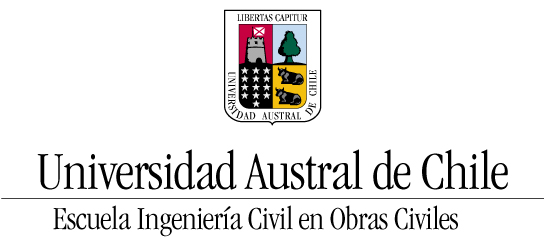 LIBERTAS CAPITUR
UNIVERSIDAD AUSTRAL DE CHILE
Universidad Austral de Chile
Escuela Ingeniería Civil en Obras Civiles